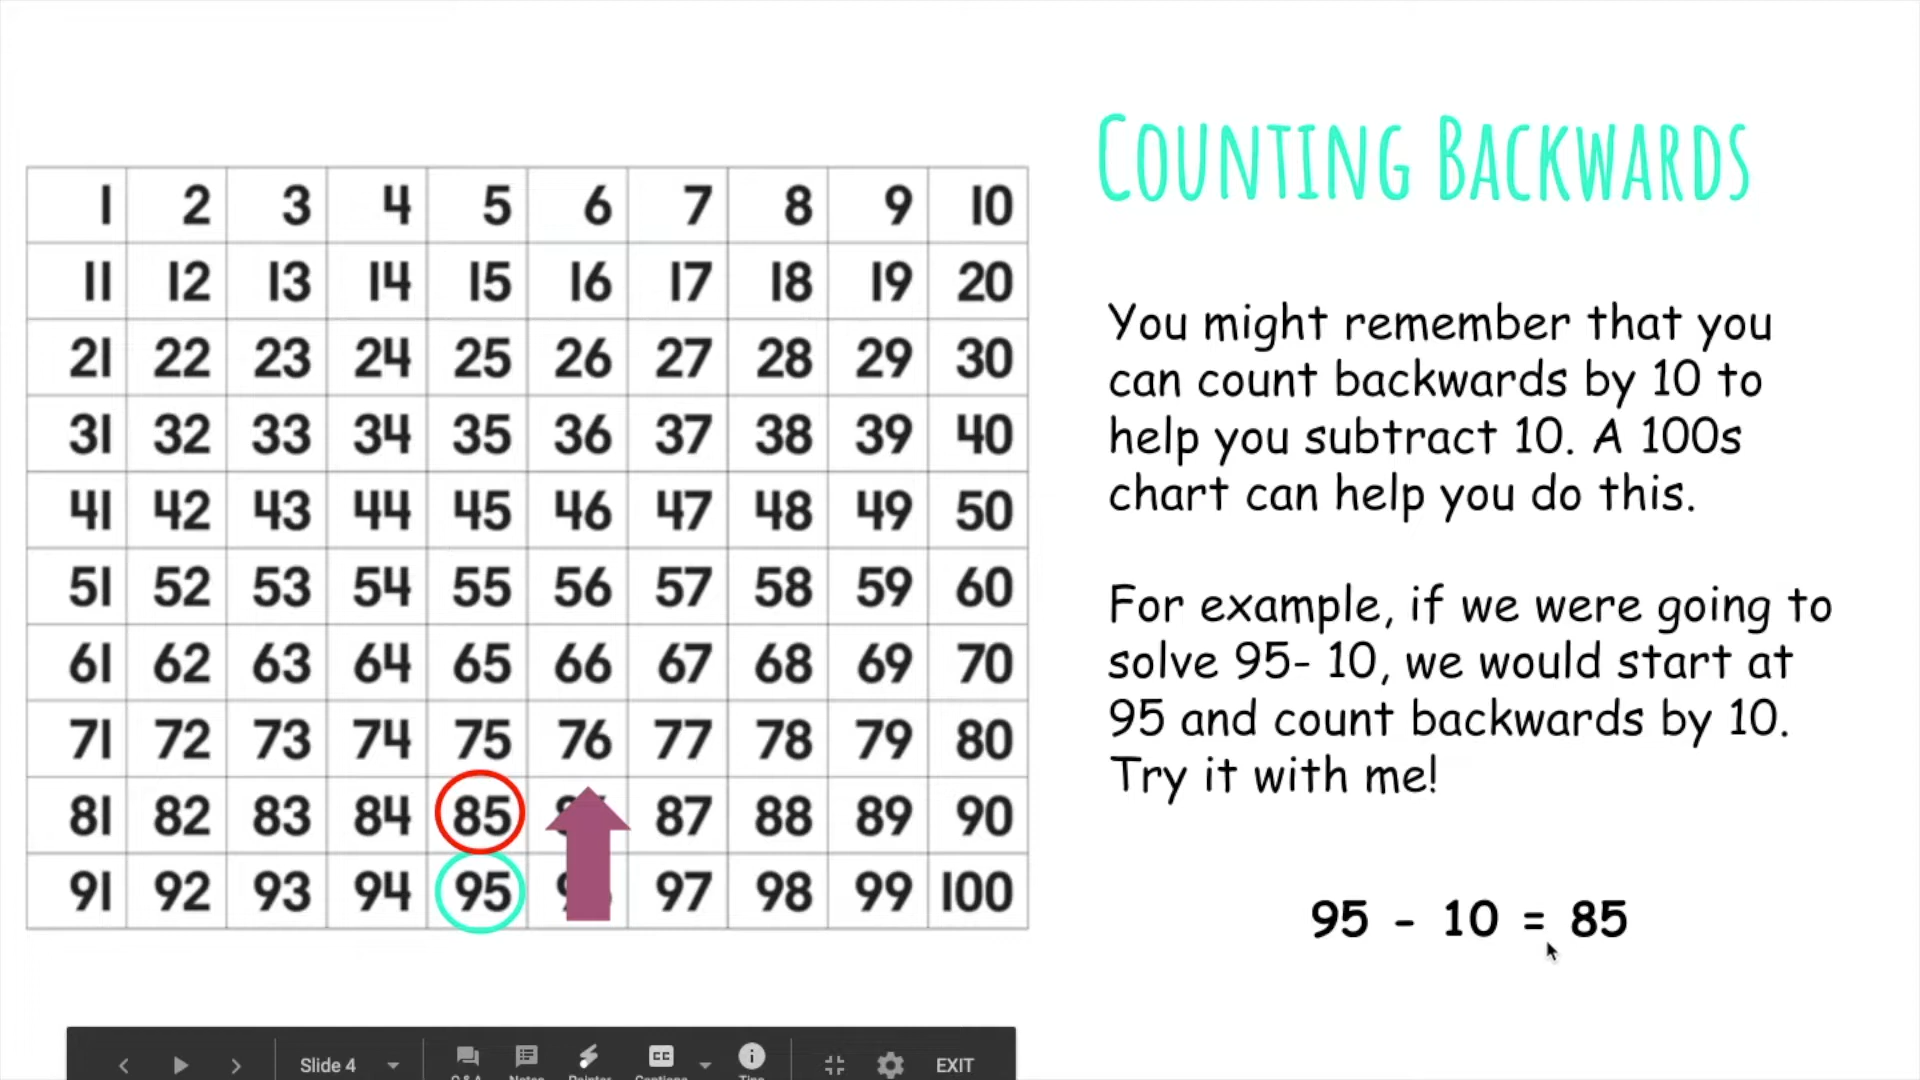 COUNTING BACKWARDS
1 2 3 4 5 6 7 8 9 10
11 12 13 14 15 16 17 18 19 20
21 22 23 24 25 26 27 28 29 30
31 32 33 34 35 36 37 38 39 40
41 42 43 44 45 46 47 48 49 50
51 52 53 54 55 56 57 58 59 60
61 62 63 64 65 66 67 68 69 70
71 72 73 74 75 76 77 78 79 80
81 82 83 84 85 87 88 89 90
91 92 93 94 95 97 98 99 100
You might remember that you
can count backwards by 10 to
help you subtract 10. A 100s
chart can help you do this.
For example, if we were going to
solve 95- 10, we would start at
95 and count backwards by 10.
Try it with me!
95 - 10 = 85
Slide 4 CC EXIT